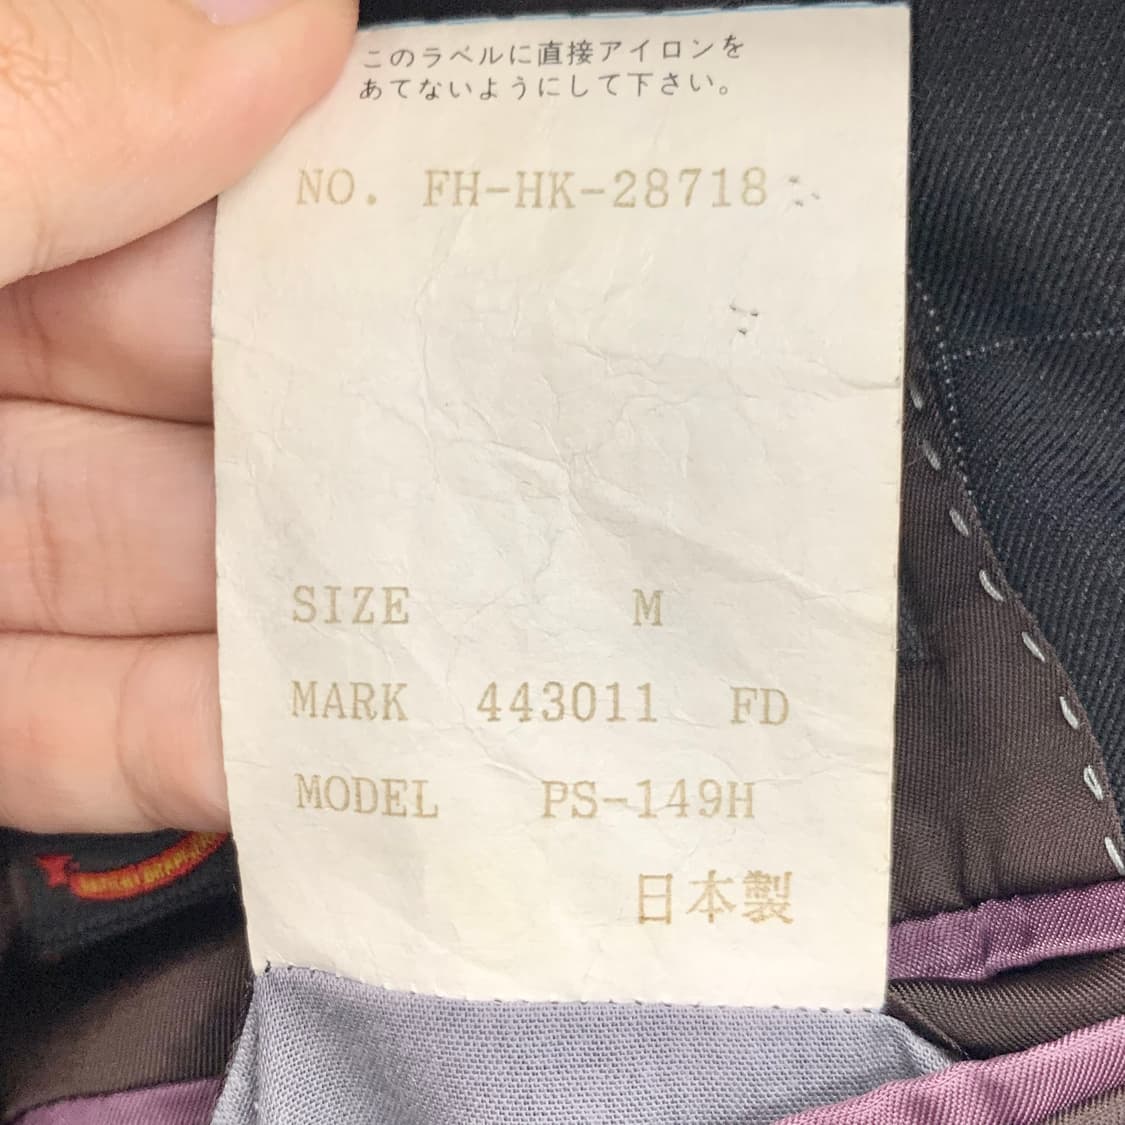 このラベルに直接アイロンを
あてないようにして下さい。
NO. FH-HK-28718
SIZE M
MARK 443011 FD
MODEL PS-149H
日本製